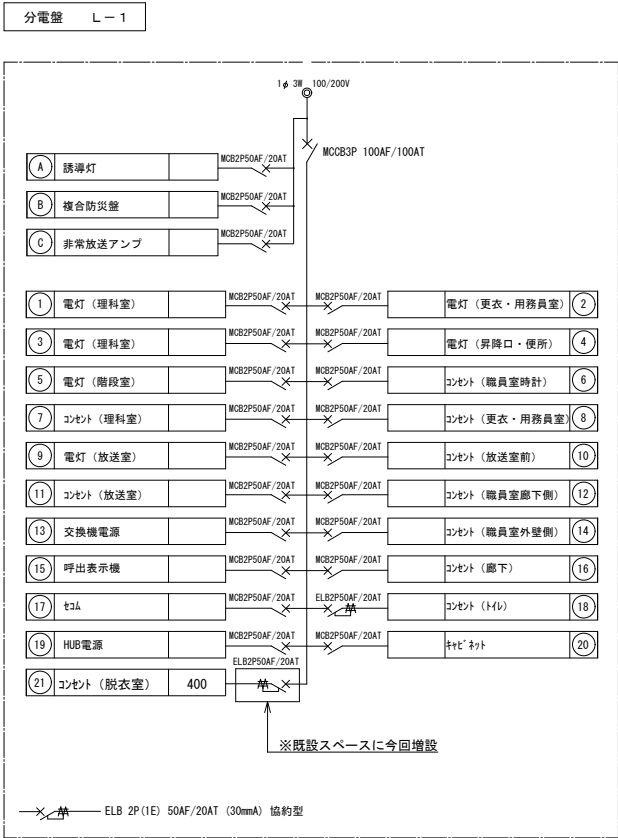 分電盤　L－1
1φ 3W 100/200V
MCCB3P 100AF/100AT
A 誘導灯 MCB2P50AF/20AT
B 複合防災盤 MCB2P50AF/20AT
C 非常放送アンプ MCB2P50AF/20AT
1 電灯（理科室） MCB2P50AF/20AT MCB2P50AF/20AT 電灯（更衣・用務員室） 2
3 電灯（理科室） MCB2P50AF/20AT MCB2P50AF/20AT 電灯（昇降口・便所） 4
5 電灯（階段室） MCB2P50AF/20AT MCB2P50AF/20AT ｺﾝｾﾝﾄ（職員室時計） 6
7 ｺﾝｾﾝﾄ（理科室） MCB2P50AF/20AT MCB2P50AF/20AT ｺﾝｾﾝﾄ（更衣・用務員室） 8
9 電灯（放送室） MCB2P50AF/20AT MCB2P50AF/20AT ｺﾝｾﾝﾄ（放送室前） 10
11 ｺﾝｾﾝﾄ（放送室） MCB2P50AF/20AT MCB2P50AF/20AT ｺﾝｾﾝﾄ（職員室廊下側） 12
13 交換機電源 MCB2P50AF/20AT MCB2P50AF/20AT ｺﾝｾﾝﾄ（職員室外壁側） 14
15 呼出表示機 MCB2P50AF/20AT MCB2P50AF/20AT ｺﾝｾﾝﾄ（廊下） 16
17 ｾｺﾑ MCB2P50AF/20AT ELB2P50AF/20AT ｺﾝｾﾝﾄ（ﾄｲﾚ） 18
19 HUB電源 MCB2P50AF/20AT MCB2P50AF/20AT ｷｬﾋﾞﾈｯﾄ 20
21 ｺﾝｾﾝﾄ（脱衣室） 400 ELB2P50AF/20AT
※既設スペースに今回増設
ELB 2P(1E) 50AF/20AT (30mmA) 協約型